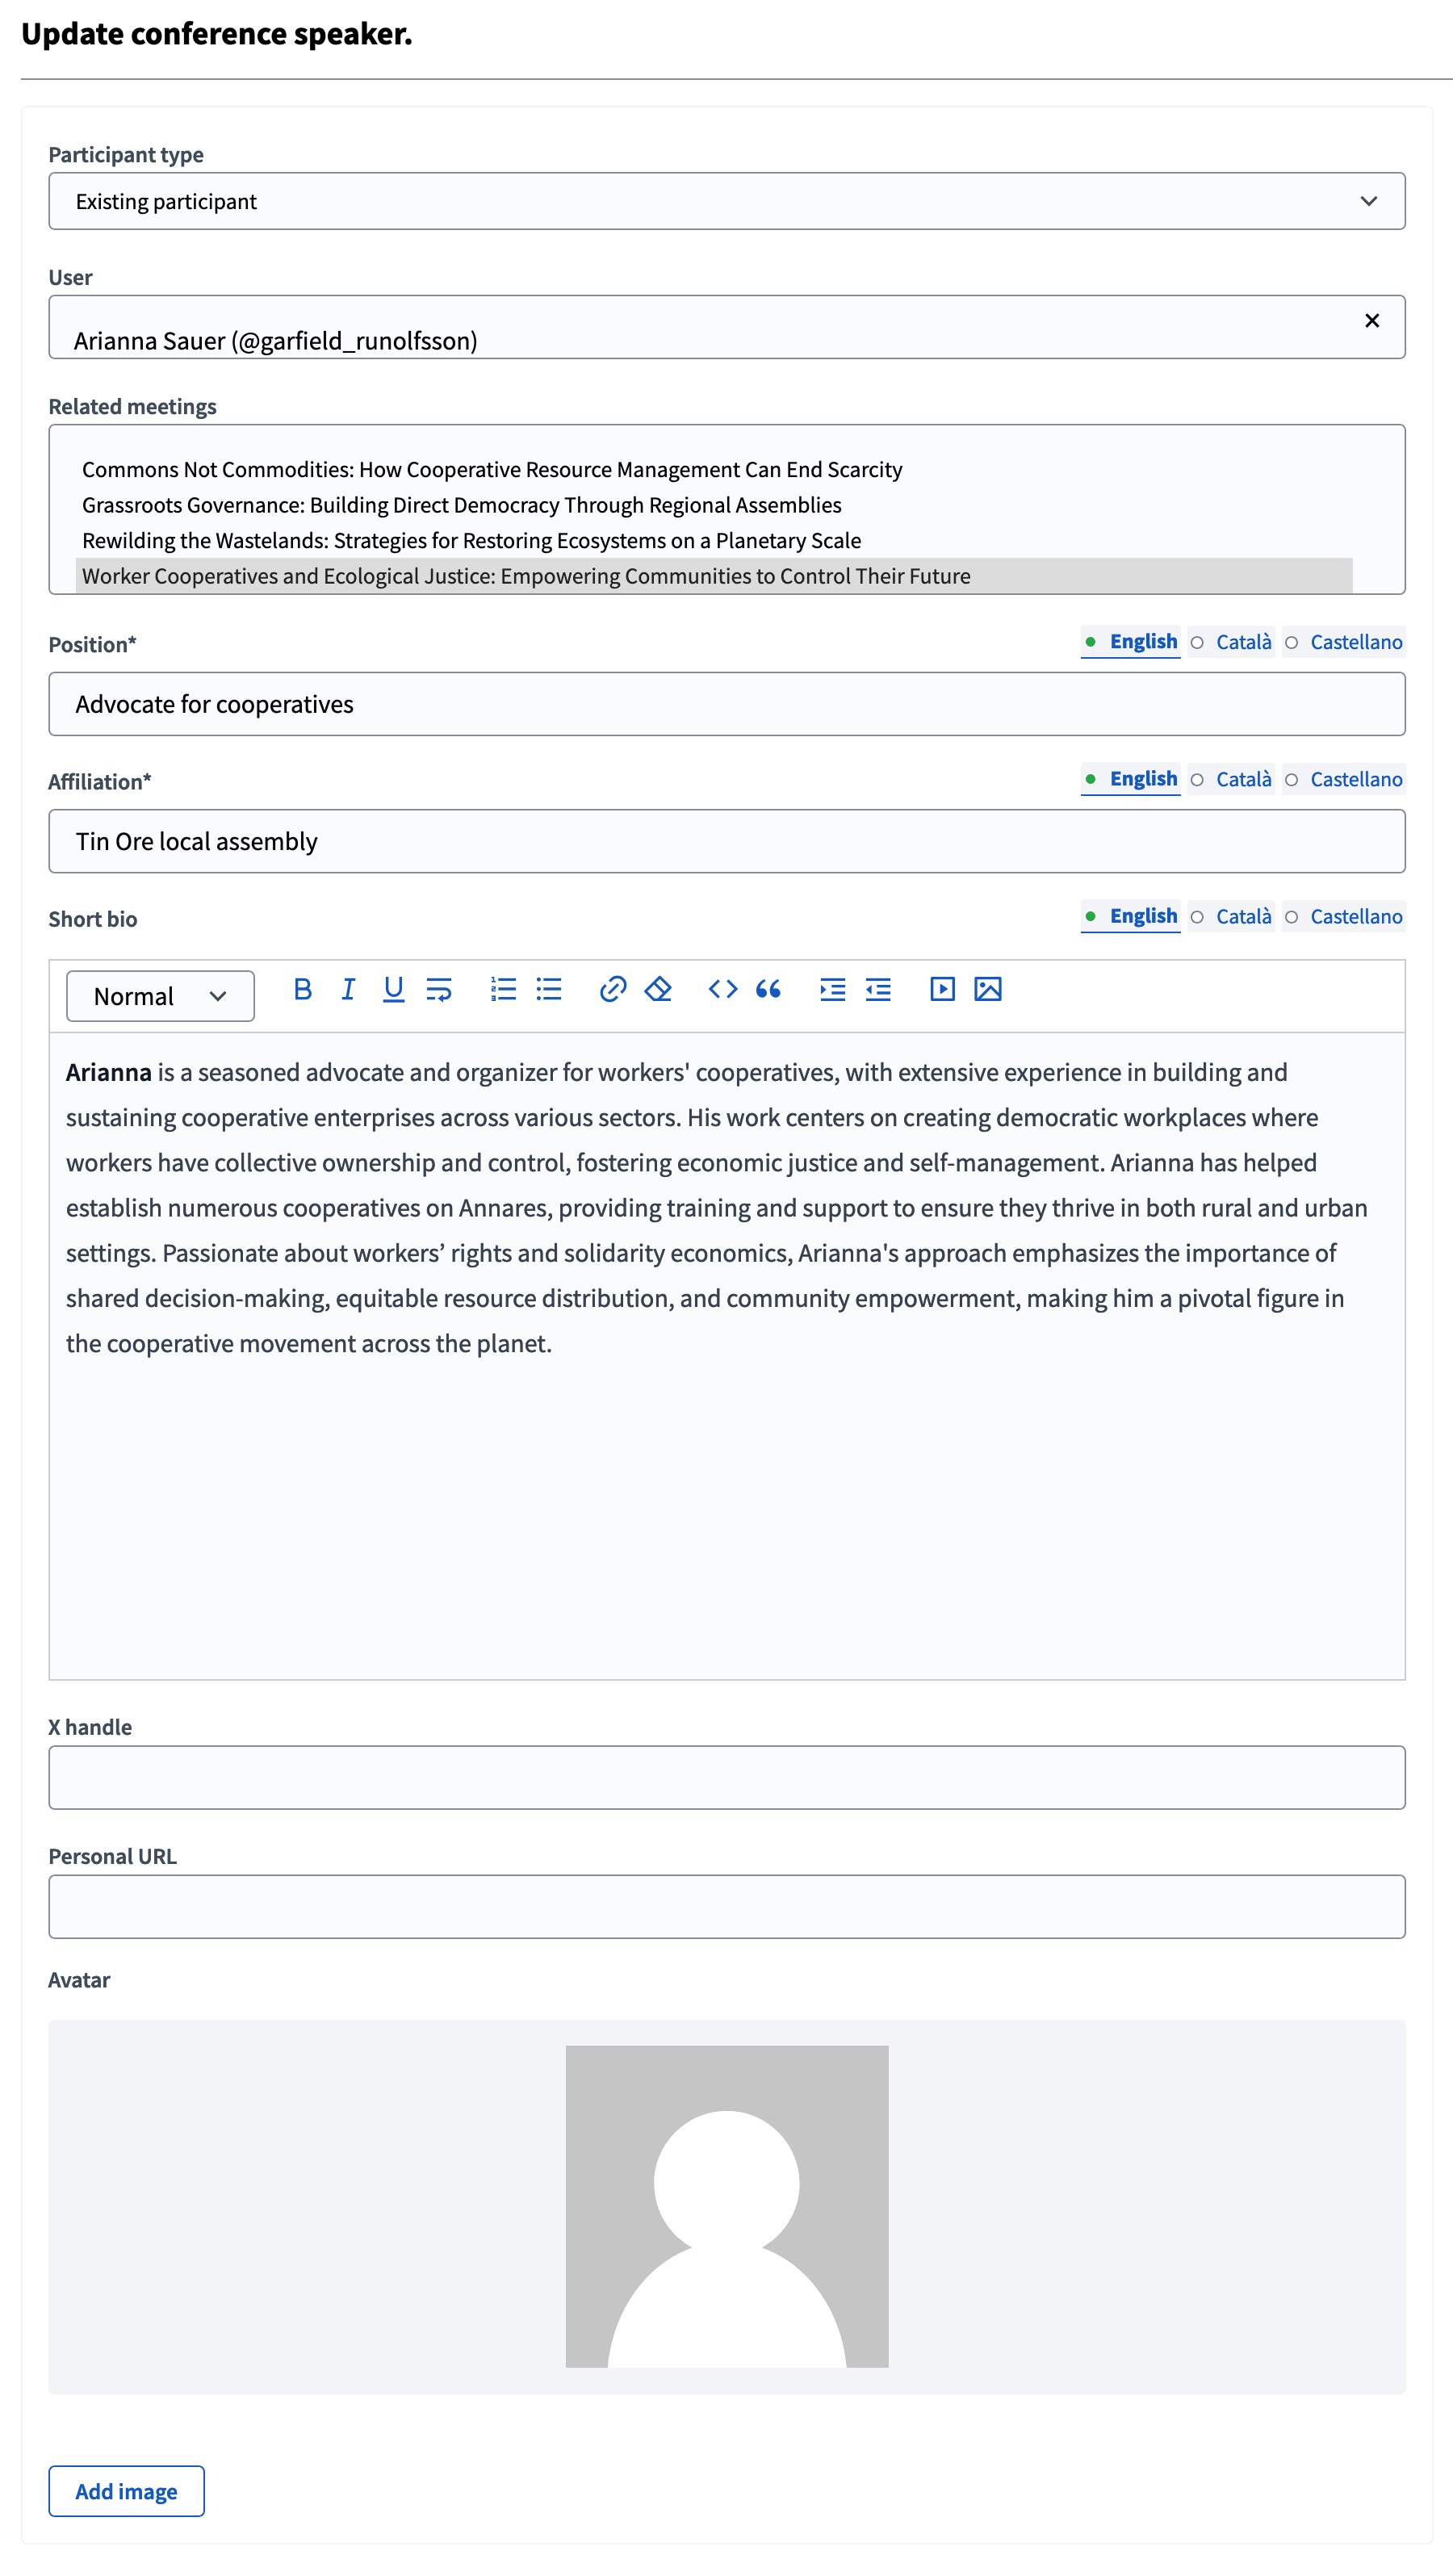 Update conference speaker.
Participant type
Existing participant
User
Arianna Sauer (@garfield_runolfsson)
Related meetings
Commons Not Commodities: How Cooperative Resource Management Can End Scarcity
Grassroots Governance: Building Direct Democracy Through Regional Assemblies
Rewilding the Wastelands: Strategies for Restoring Ecosystems on a Planetary Scale
Worker Cooperatives and Ecological Justice: Empowering Communities to Control Their Future
Position* English Català Castellano
Advocate for cooperatives
Affiliation* English Català Castellano
Tin Ore local assembly
Short bio English Català Castellano
Normal
Arianna is a seasoned advocate and organizer for workers' cooperatives, with extensive experience in building and
sustaining cooperative enterprises across various sectors. His work centers on creating democratic workplaces where
workers have collective ownership and control, fostering economic justice and self-management. Arianna has helped
establish numerous cooperatives on Annares, providing training and support to ensure they thrive in both rural and urban
settings. Passionate about workers’ rights and solidarity economics, Arianna's approach emphasizes the importance of
shared decision-making, equitable resource distribution, and community empowerment, making him a pivotal figure in
the cooperative movement across the planet.
X handle
Personal URL
Avatar
Add image